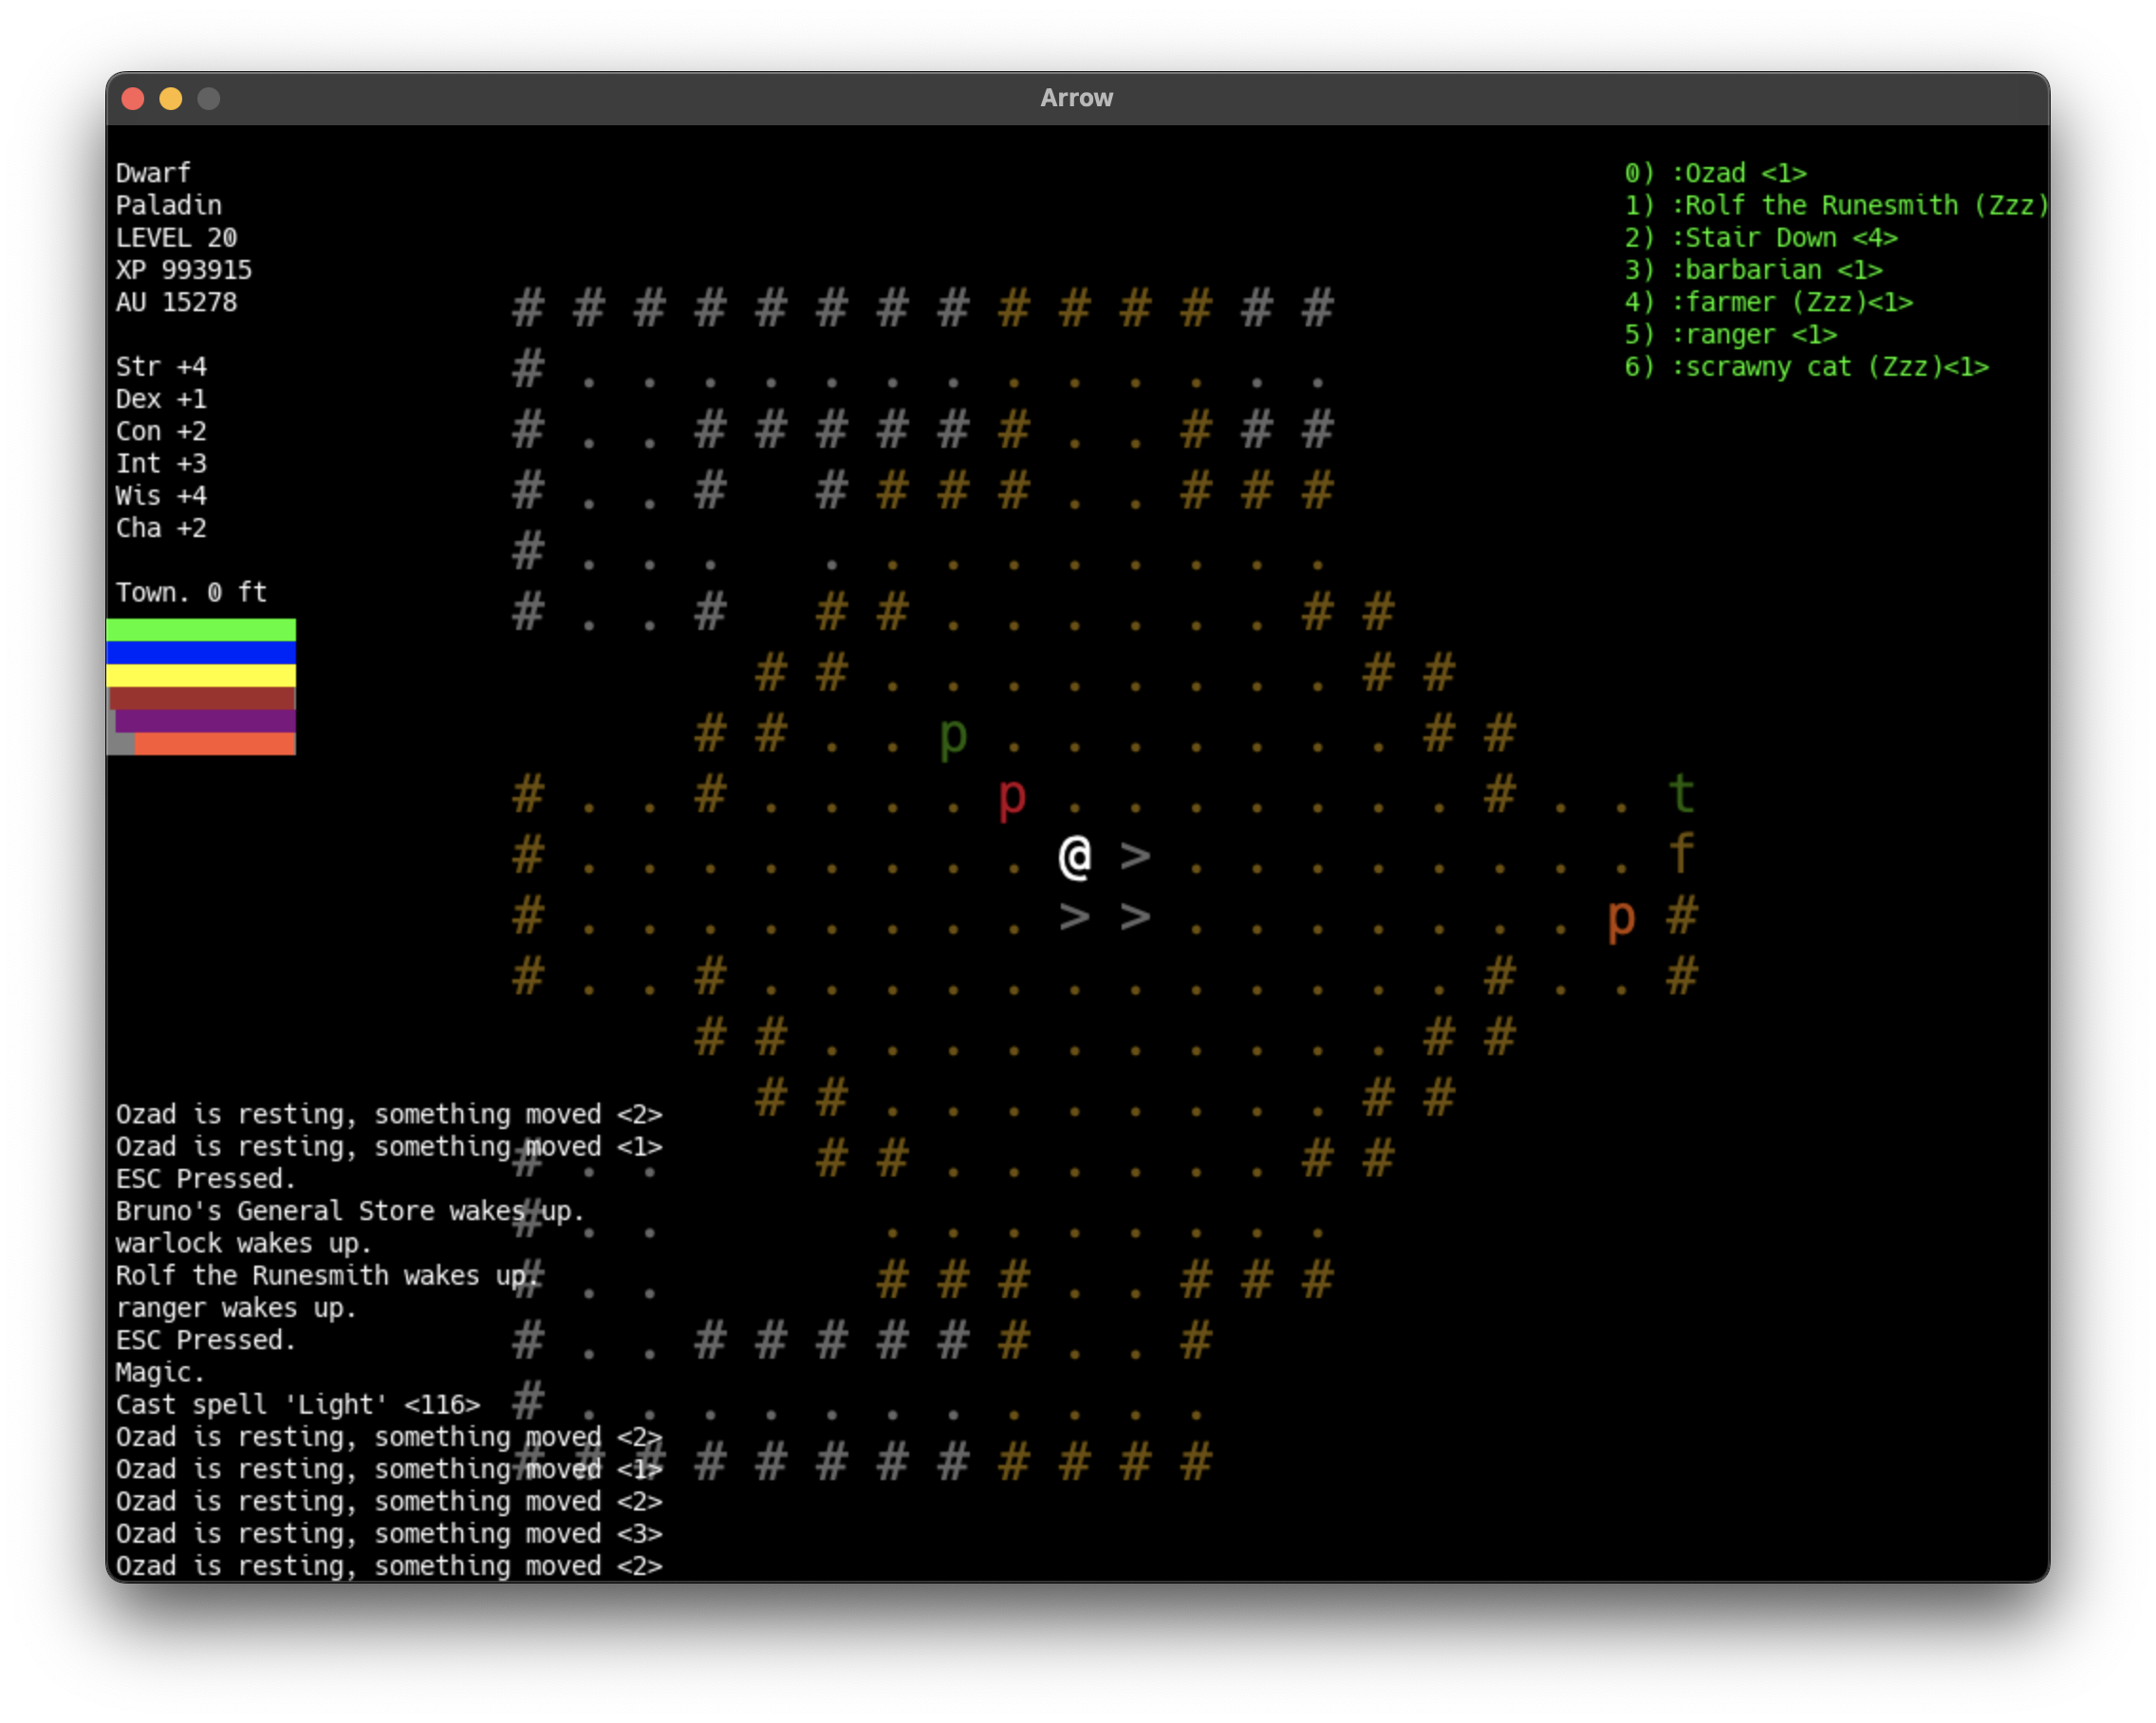 Arrow
Dwarf
Paladin
LEVEL 20
XP 993915
AU 15278
Str +4
Dex +1
Con +2
Int +3
Wis +4
Cha +2
Town. 0 ft
0) :Ozad <1>
1) :Rolf the Runesmith (Zzz)
2) :Stair Down <4>
3) :barbarian <1>
4) :farmer (Zzz)<1>
5) :ranger <1>
6) :scrawny cat (Zzz)<1>
# # # # # # # # # # # # # #
# . . . . . . . . . . . . .
# . . # # # # # # . . # # #
# . . # # # # # . . # # #
# . . . . . . . . . . . .
# . . # # # . . . . . . # #
# # . . . . . . . . # #
# # . . p . . . . . . . # #
# . . # . . . . p . . . . . . . # . . t
# . . . . . . . . @ > . . . . . . . . f
# . . . . . . . . > > . . . . . . . p #
# . . # . . . . . . . . . . . . # . . #
# # . . . . . . . . . . # #
# # . . . . . . . . # #
# . . # # . . . . . . # #
# . . . . . . . . . .
# . . # # # . . # # #
# . . # # # # # # . . #
# . . . . . . . . . . .
# # # # # # # # # # # #
Ozad is resting, something moved <2>
Ozad is resting, something moved <1>
ESC Pressed.
Bruno's General Store wakes up.
warlock wakes up.
Rolf the Runesmith wakes up.
ranger wakes up.
ESC Pressed.
Magic.
Cast spell 'Light' <116>
Ozad is resting, something moved <2>
Ozad is resting, something moved <1>
Ozad is resting, something moved <2>
Ozad is resting, something moved <3>
Ozad is resting, something moved <2>